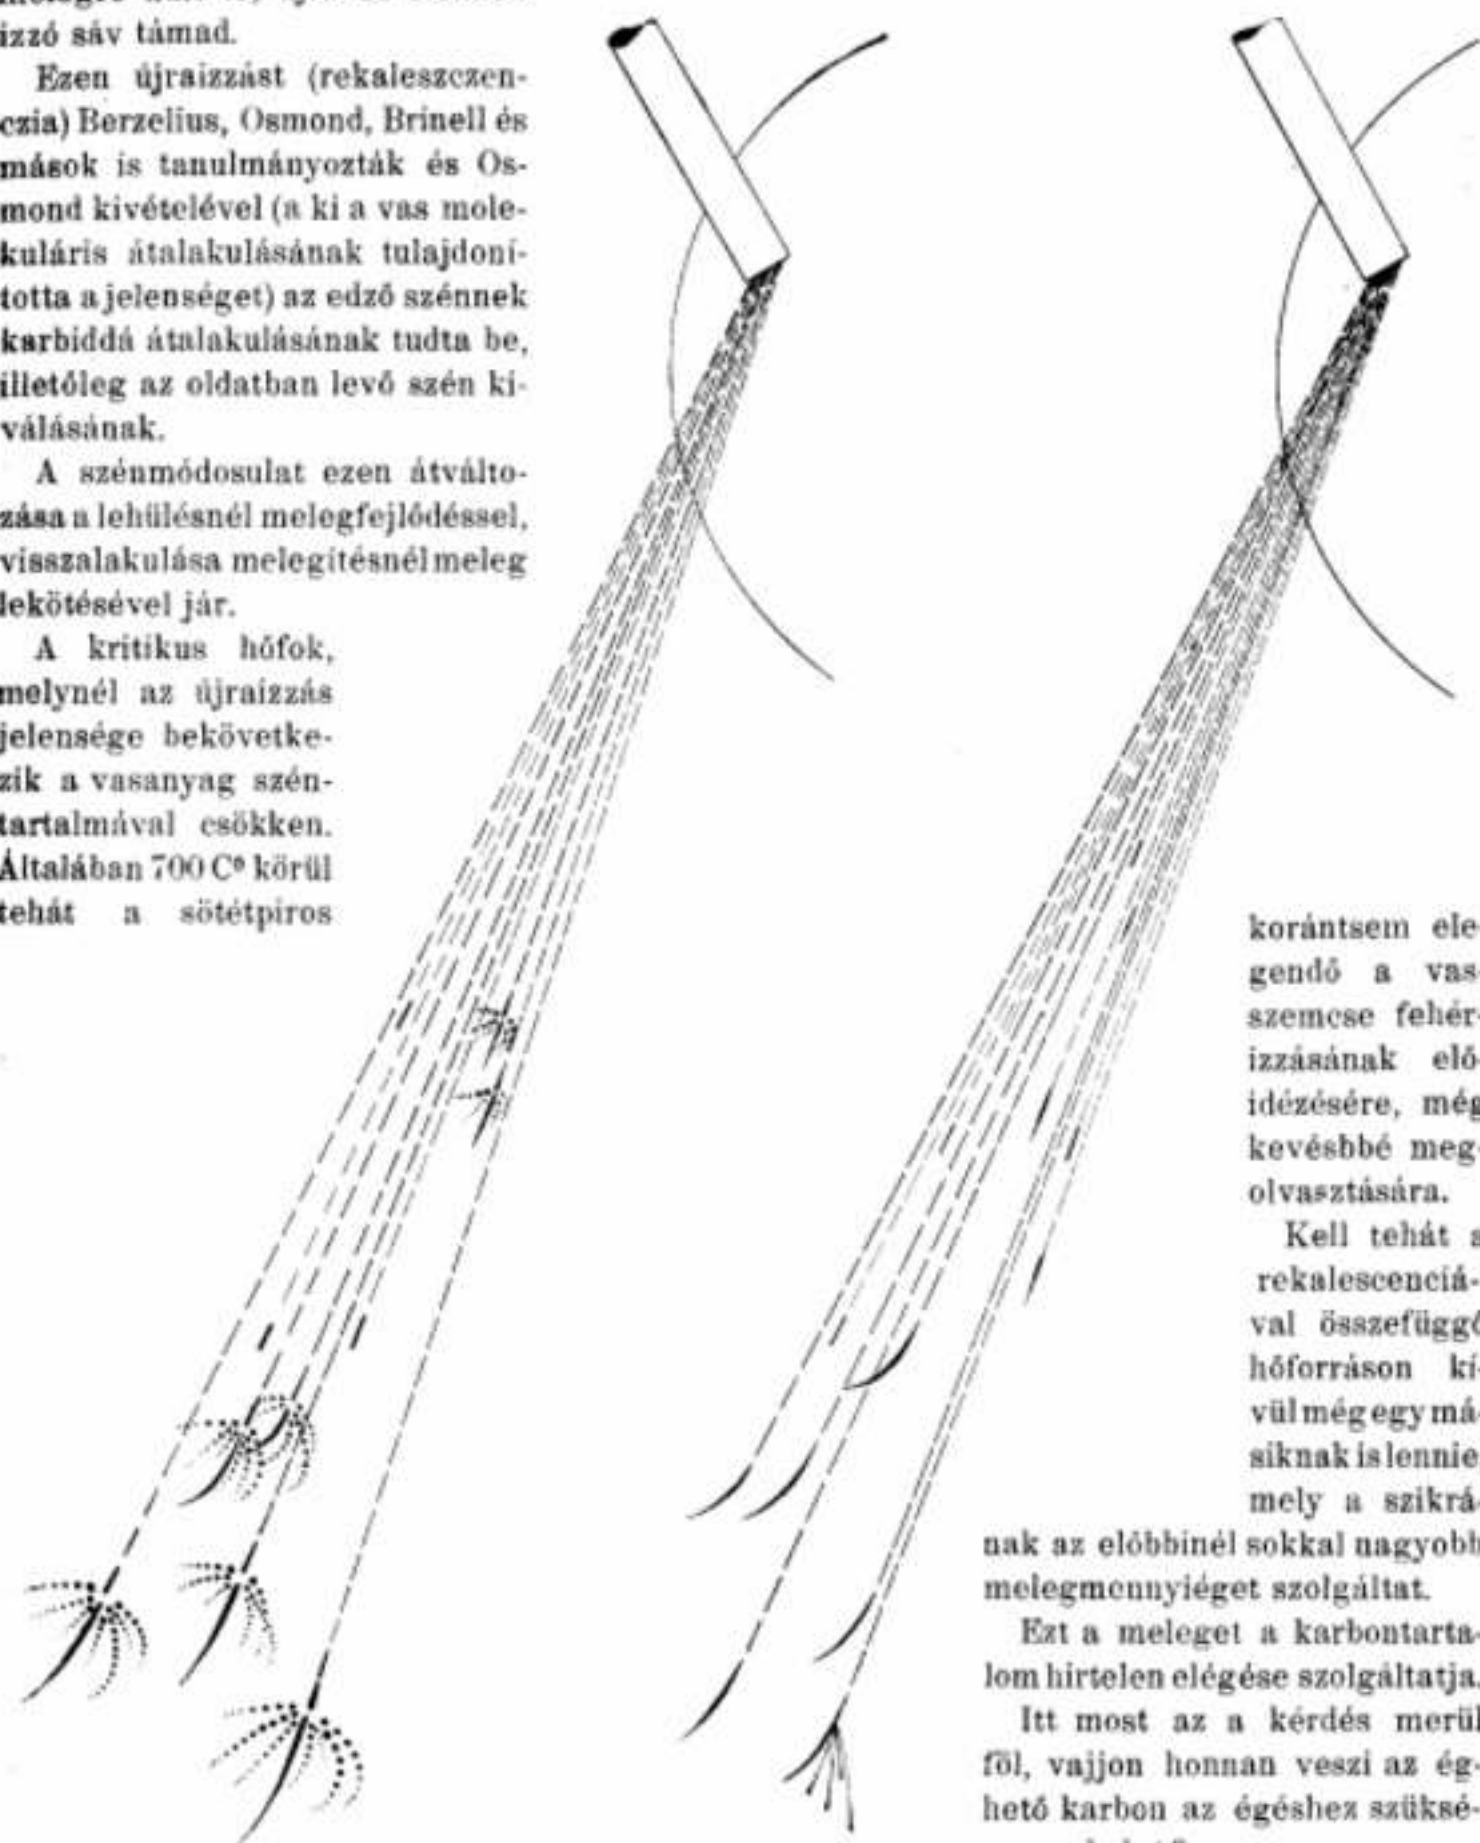 izzó sáv támad.
Ezen újraizzást (rekaleszczen-
czia) Berzelius, Osmond, Brinell és
mások is tanulmányozták és Os-
mond kivételével (a ki a vas mole-
kuláris átalakulásának tulajdoní-
totta a jelenséget) az edző szénnek
karbiddá átalakulásának tudta be,
illetőleg az oldatban levő szén ki-
válásának.
A szénmódosulat ezen átválto-
zása a lehülésnél melegfejlődéssel,
visszalakulása melegítésnél meleg
lekötésével jár.
A kritikus hőfok,
melynél az újraizzás
jelensége bekövetke-
zik a vasanyag szén-
tartalmával csökken.
Általában 700 C° körül
tehát a sötétpiros
korántsem ele-
gendő a vas-
szemcse fehér-
izzásának elő-
idézésére, még
kevésbbé meg-
olvasztására.
Kell tehát a
rekalescenciá-
val összefüggő
hőforráson kí-
vül még egy má-
siknak is lennie
mely a szikrá-
nak az előbbinél sokkal nagyobb
melegmennyiéget szolgáltat.
Ezt a meleget a karbontarta-
lom hirtelen elégése szolgáltatja.
Itt most az a kérdés merül
föl, vajjon honnan veszi az ég-
hető karbon az égéshez szüksé-